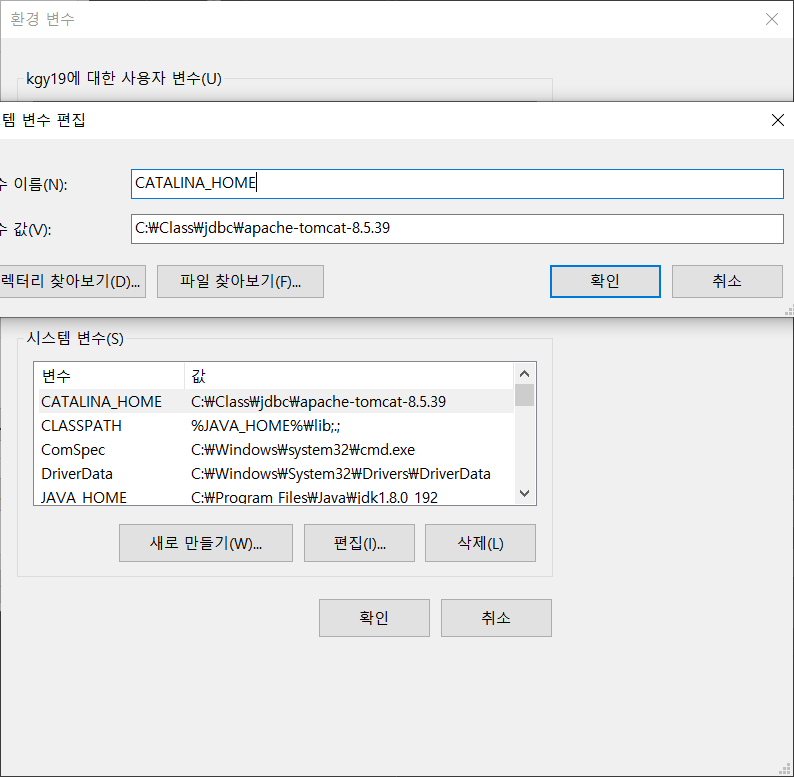 환경 변수
kgy19에 대한 사용자 변수(U)
템 변수 편집
수 이름(N): CATALINA_HOME
수 값(V): C:₩Class₩jdbc₩apache-tomcat-8.5.39
렉터리 찾아보기(D)... 파일 찾아보기(F)... 확인 취소
시스템 변수(S)
변수 값
CATALINA_HOME C:₩Class₩jdbc₩apache-tomcat-8.5.39
CLASSPATH %JAVA_HOME%₩lib;.;
ComSpec C:₩Windows₩system32₩cmd.exe
DriverData C:₩Windows₩System32₩Drivers₩DriverData
JAVA_HOME C:₩Program Files₩Java₩jdk1.8.0_192
새로 만들기(W)... 편집(I)... 삭제(L)
확인 취소